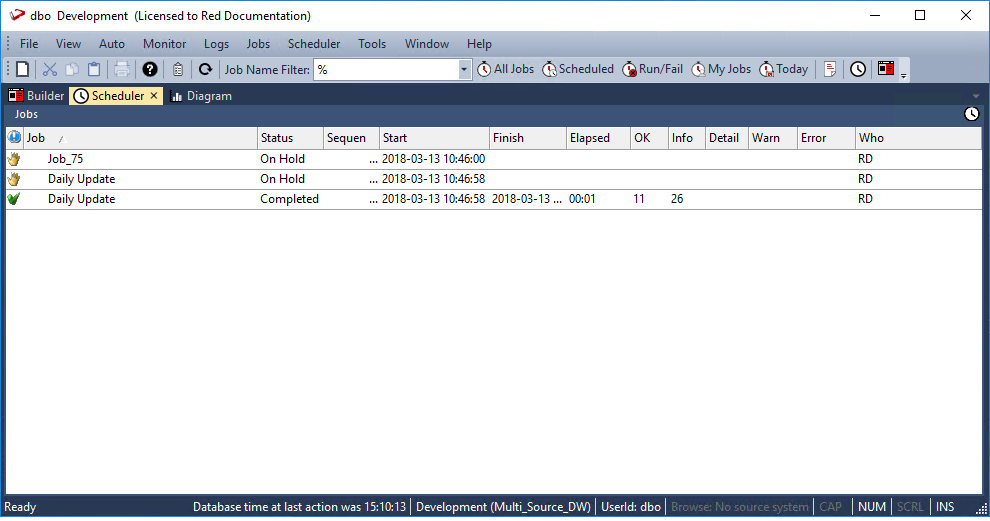 dbo Development (Licensed to Red Documentation)
File View Auto Monitor Logs Jobs Scheduler Tools Window Help
Job Name Filter: % All Jobs Scheduled Run/Fail My Jobs Today
Builder Scheduler Diagram
Jobs
Job Status Sequen Start Finish Elapsed OK Info Detail Warn Error Who
Job_75 On Hold ... 2018-03-13 10:46:00 RD
Daily Update On Hold ... 2018-03-13 10:46:58 RD
Daily Update Completed ... 2018-03-13 10:46:58 2018-03-13 ... 00:01 11 26 RD
Ready Database time at last action was 15:10:13 Development (Multi_Source_DW) UserId: dbo Browse: No source system CAP NUM SCRL INS